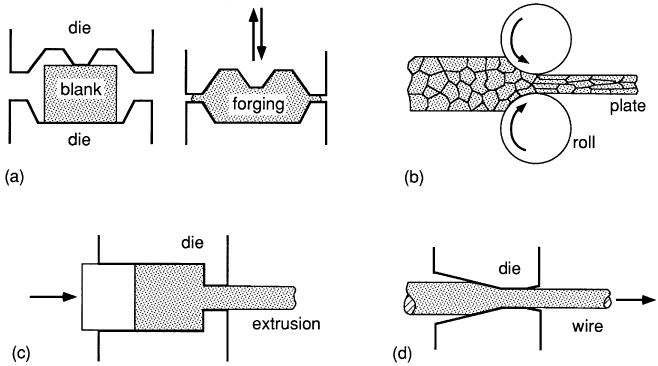 die
blank
die
forging
(a)
plate
roll
(b)
die
extrusion
(c)
die
wire
(d)